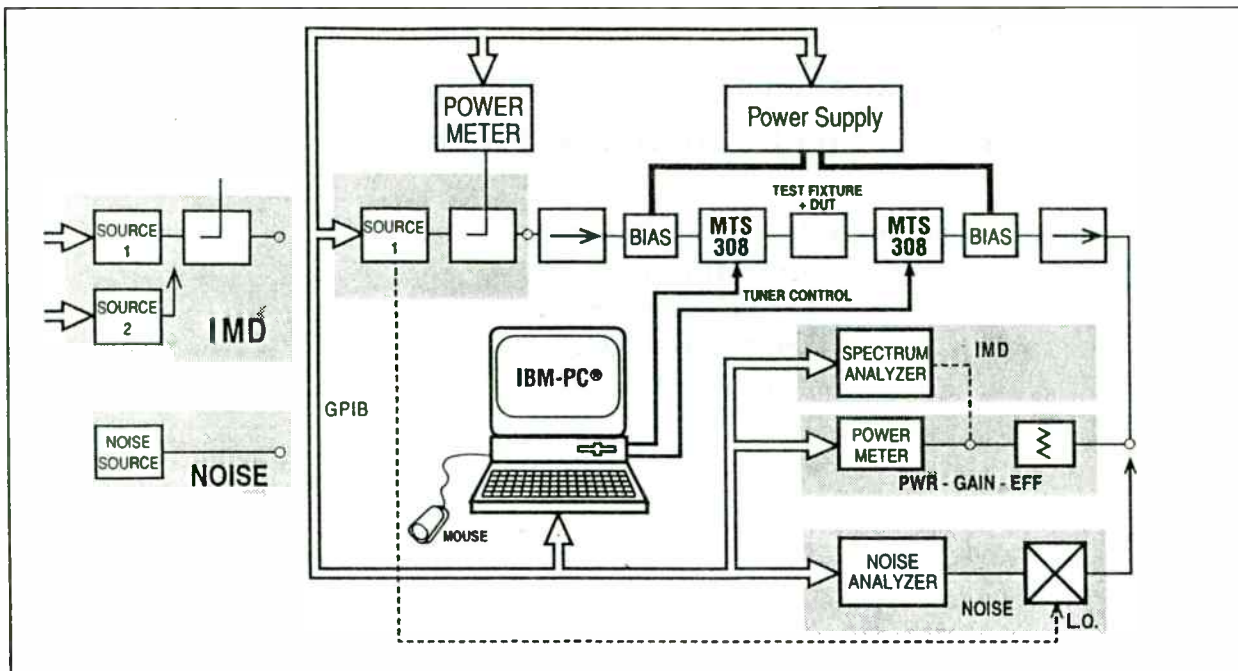 POWER
METER
Power Supply
SOURCE
1
SOURCE
2
IMD
SOURCE
1
BIAS
MTS
308
TEST FIXTURE
+ DUT
MTS
308
BIAS
TUNER CONTROL
NOISE
SOURCE
NOISE
GPIB
IBM-PC®
MOUSE
SPECTRUM
ANALYZER
IMD
POWER
METER
PWR - GAIN - EFF
NOISE
ANALYZER
NOISE
L.O.